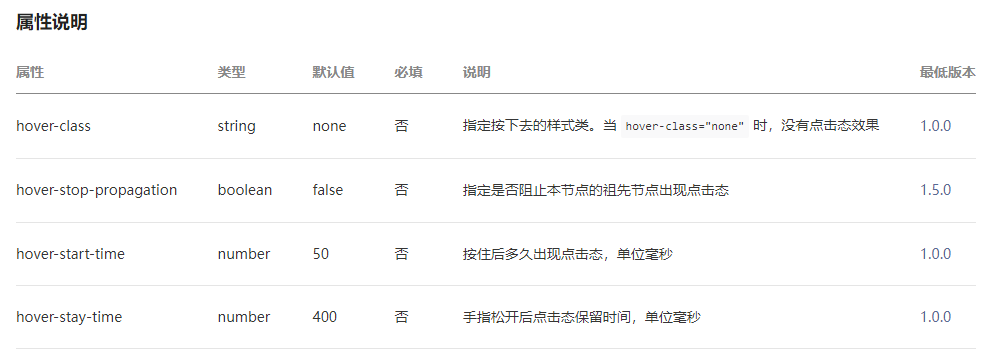 属性说明
属性 类型 默认值 必填 说明 最低版本
hover-class string none 否 指定按下去的样式类。当 hover-class="none" 时，没有点击态效果 1.0.0
hover-stop-propagation boolean false 否 指定是否阻止本节点的祖先节点出现点击态 1.5.0
hover-start-time number 50 否 按住后多久出现点击态，单位毫秒 1.0.0
hover-stay-time number 400 否 手指松开后点击态保留时间，单位毫秒 1.0.0